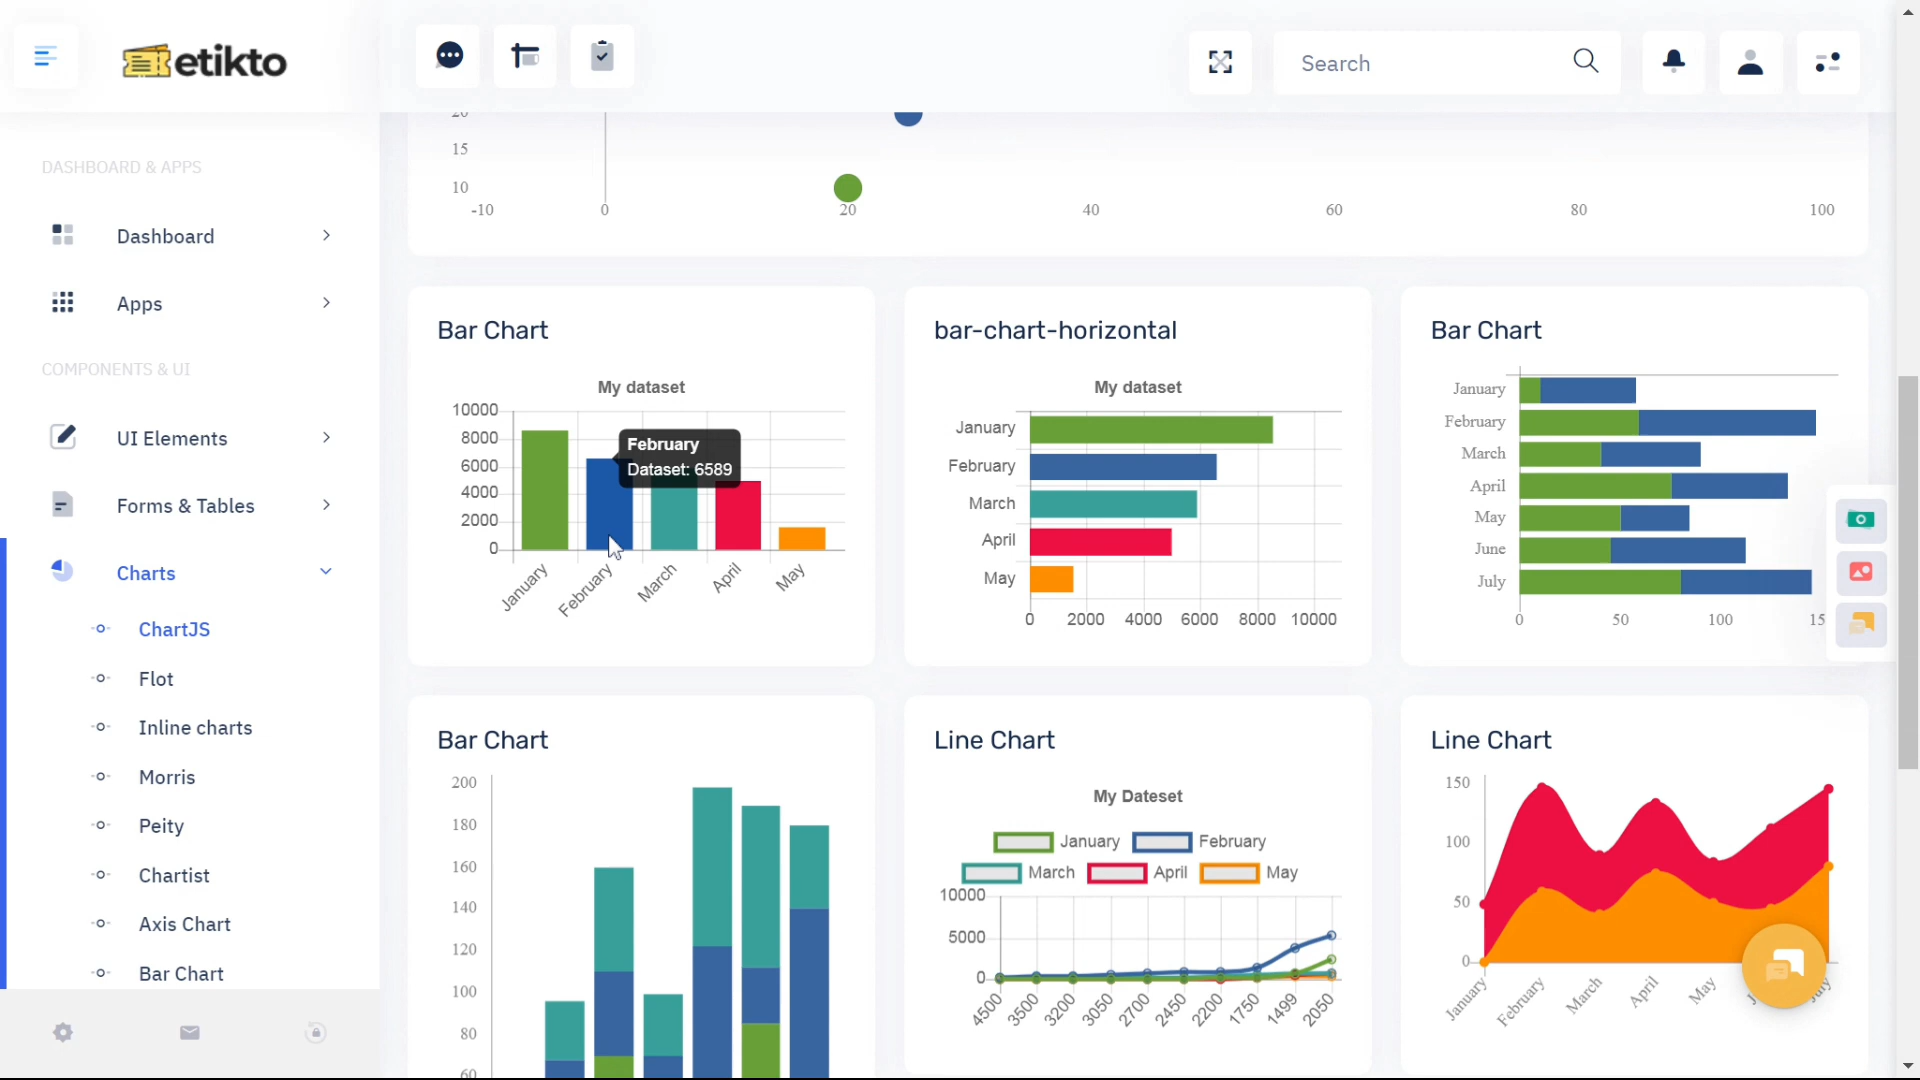 etikto
Search
DASHBOARD & APPS
Dashboard
Apps
COMPONENTS & UI
UI Elements
Forms & Tables
Charts
ChartJS
Flot
Inline charts
Morris
Peity
Chartist
Axis Chart
Bar Chart
20
15
10
-10 0 20 40 60 80 100
Bar Chart
My dataset
10000
8000
6000
4000
2000
0
February
Dataset: 6589
January February March April May
bar-chart-horizontal
My dataset
January
February
March
April
May
0 2000 4000 6000 8000 10000
Bar Chart
January
February
March
April
May
June
July
0 50 100 15
Bar Chart
200
180
160
140
120
100
80
60
Line Chart
My Dateset
January February
March April May
10000
5000
0
4500 3500 3200 3050 2700 2450 2200 1750 1499 2050
Line Chart
150
100
50
0
January February March April May July